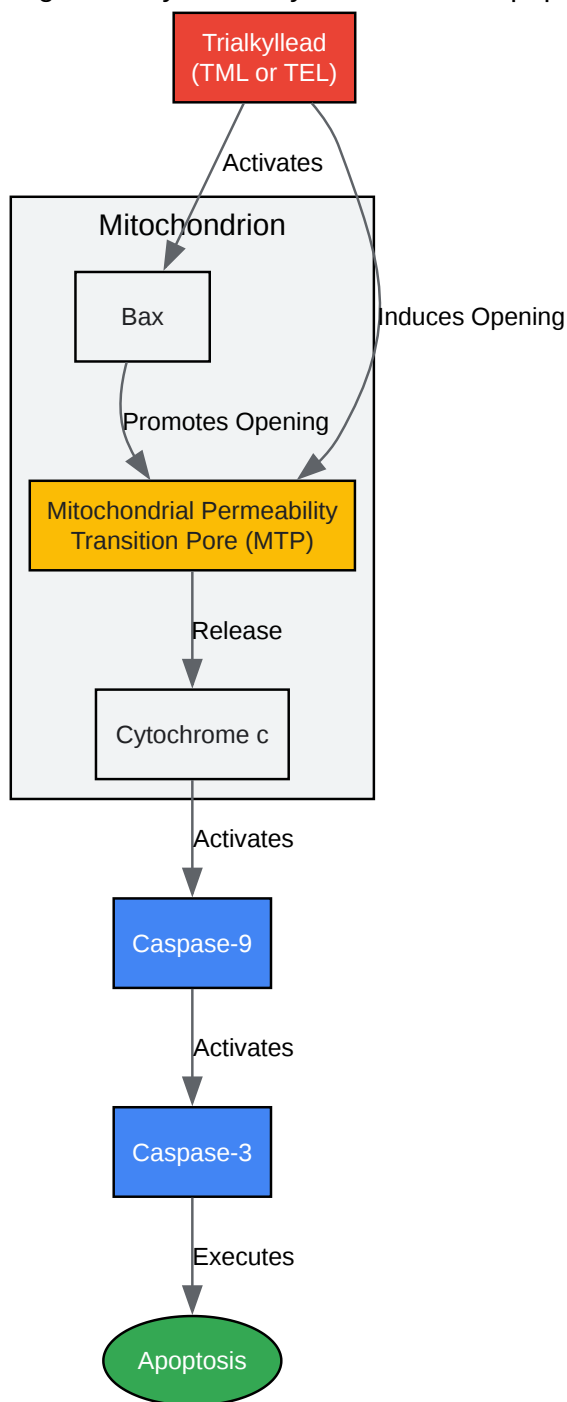 Trialkyllead
(TML or TEL)
Activates
Mitochondrion
Bax
Induces Opening
Promotes Opening
Mitochondrial Permeability
Transition Pore (MTP)
Release
Cytochrome c
Activates
Caspase-9
Activates
Caspase-3
Executes
Apoptosis